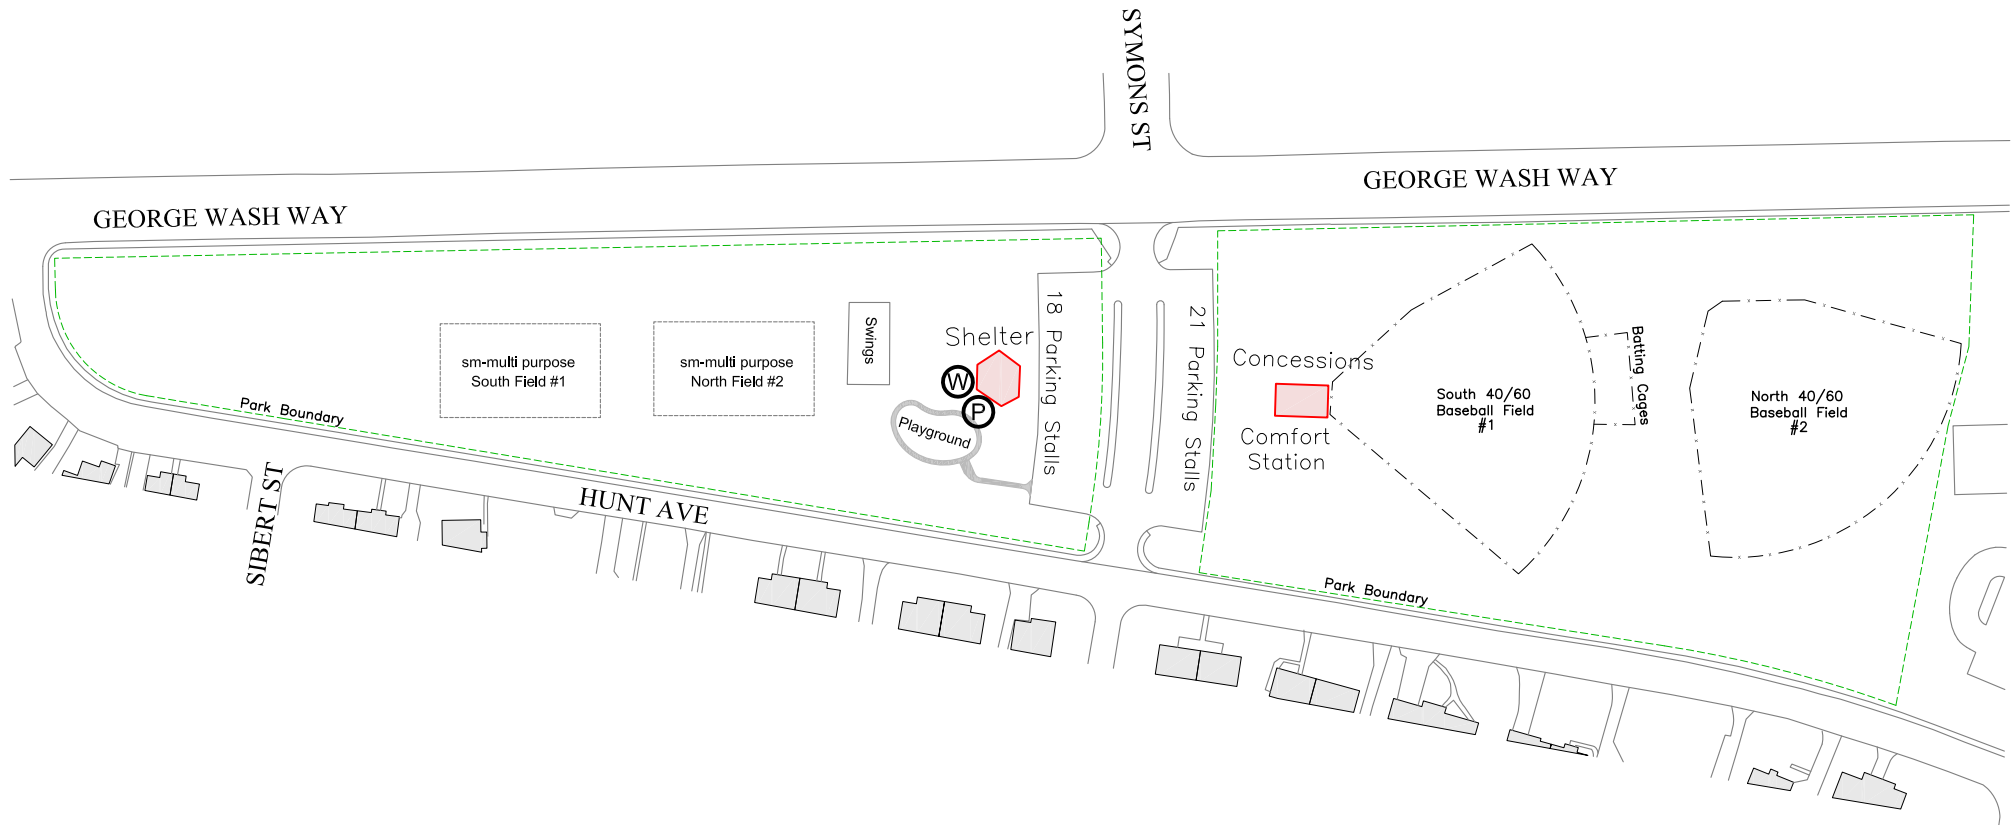 SYMONS ST
GEORGE WASH WAY
GEORGE WASH WAY
sm-multi purpose
South Field #1
sm-multi purpose
North Field #2
Swings
Shelter
W
P
Playground
18 Parking Stalls
21 Parking Stalls
Concessions
Comfort
Station
South 40/60
Baseball Field
#1
Batting Cages
North 40/60
Baseball Field
#2
Park Boundary
Park Boundary
HUNT AVE
SIBERT ST